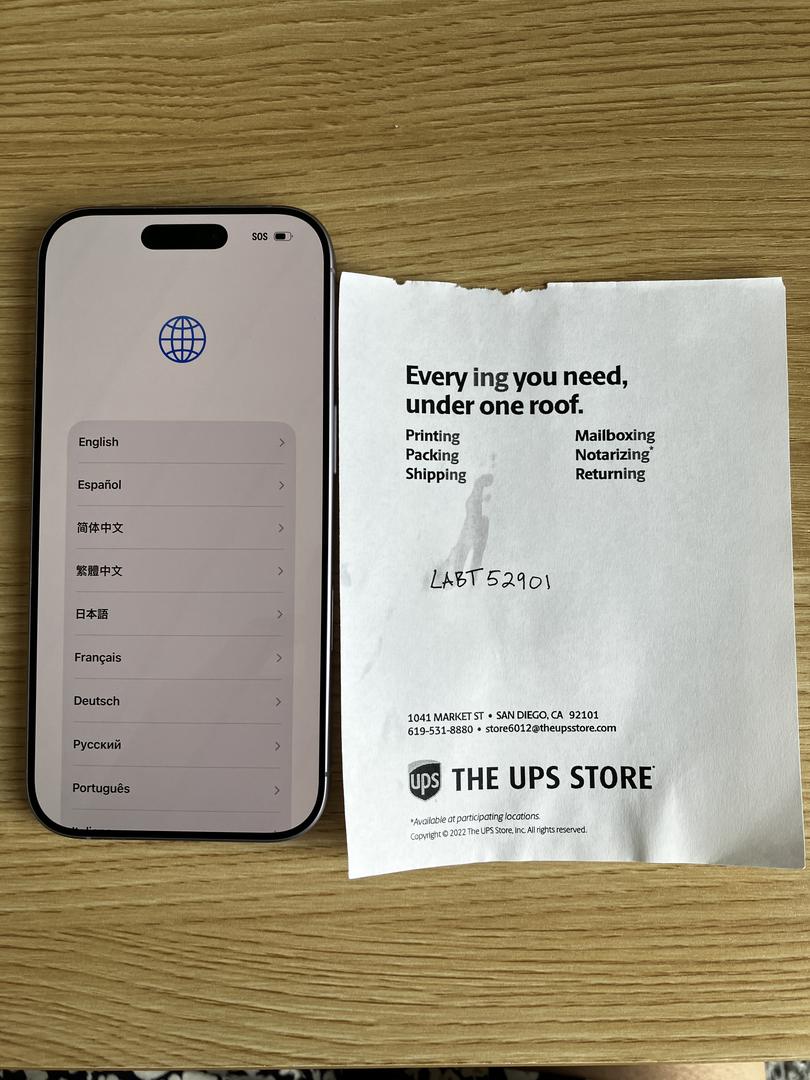 SOS
English
Español
简体中文
繁體中文
日本語
Français
Deutsch
Русский
Português
Every ing you need,
under one roof.
Printing Mailboxing
Packing Notarizing*
Shipping Returning
LABT52901
1041 MARKET ST • SAN DIEGO, CA 92101
619-531-8880 • store6012@theupsstore.com
ups THE UPS STORE
*Available at participating locations.
Copyright © 2022 The UPS Store, Inc. All rights reserved.